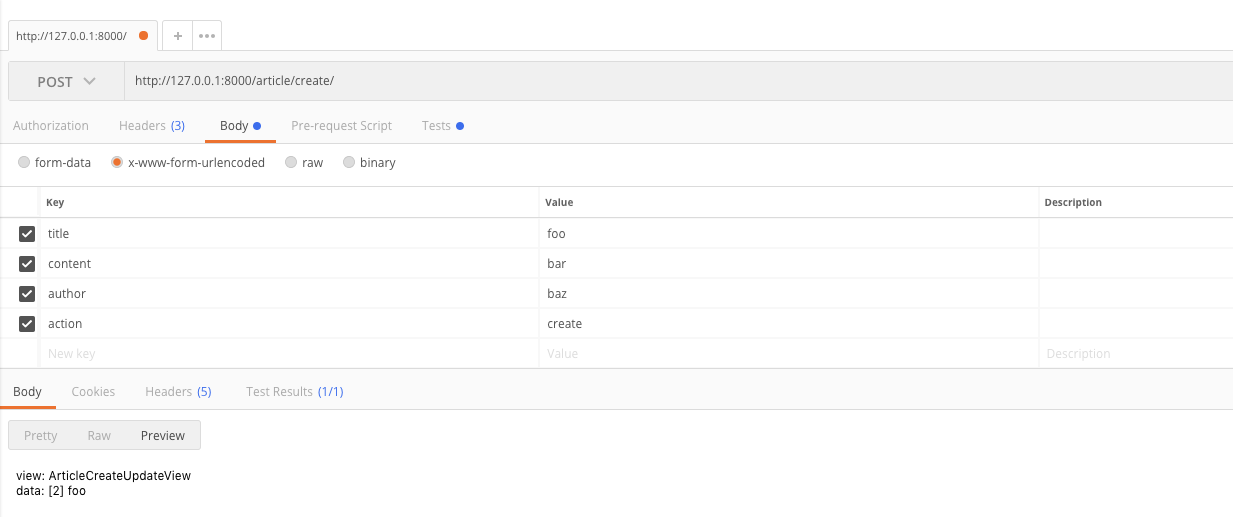 http://127.0.0.1:8000/ + •••
POST http://127.0.0.1:8000/article/create/
Authorization Headers (3) Body Pre-request Script Tests
form-data x-www-form-urlencoded raw binary
Key Value Description
title foo
content bar
author baz
action create
New key Value Description
Body Cookies Headers (5) Test Results (1/1)
Pretty Raw Preview
view: ArticleCreateUpdateView
data: [2] foo